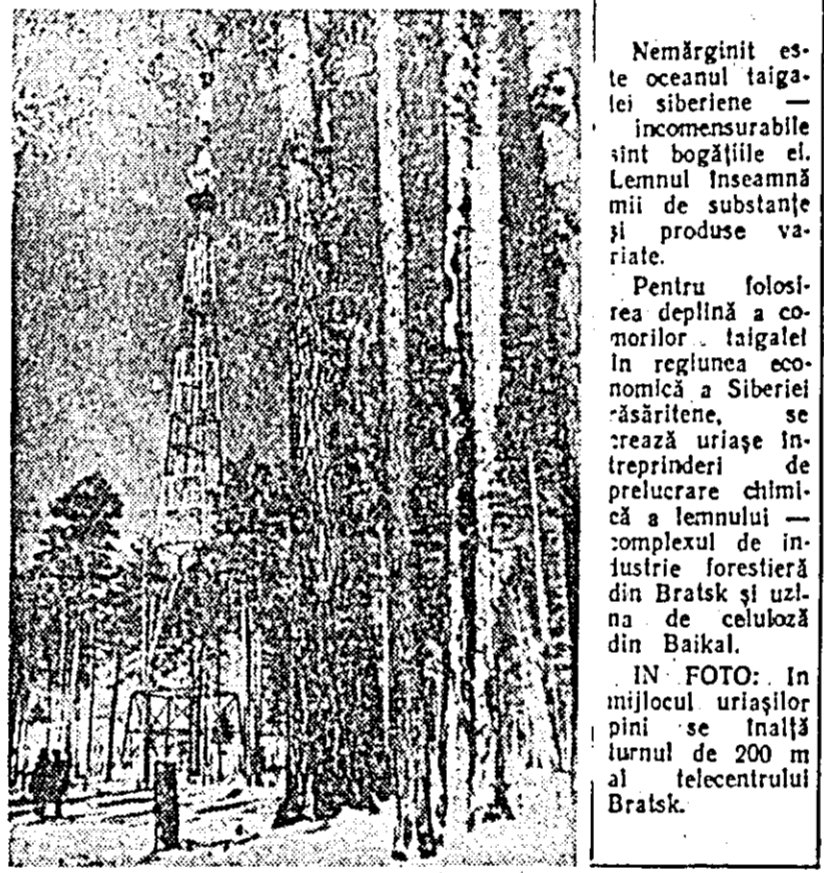 Nemărginit es-
te oceanul taiga-
lei siberiene —
incomensurabile
sint bogățiile ei.
Lemnul înseamnă
mii de substanțe
și produse va-
riate.
Pentru folosi-
rea deplină a co-
morilor taigalei
în regiunea eco-
nomică a Siberiei
răsăritene, se
crează uriașe în-
treprinderi de
prelucrare chimi-
că a lemnului —
complexul de in-
dustrie forestieră
din Bratsk și uzi-
na de celuloză
din Baikal.
IN FOTO: In
mijlocul uriașilor
pini se înalță
turnul de 200 m
al telecentrului
Bratsk.